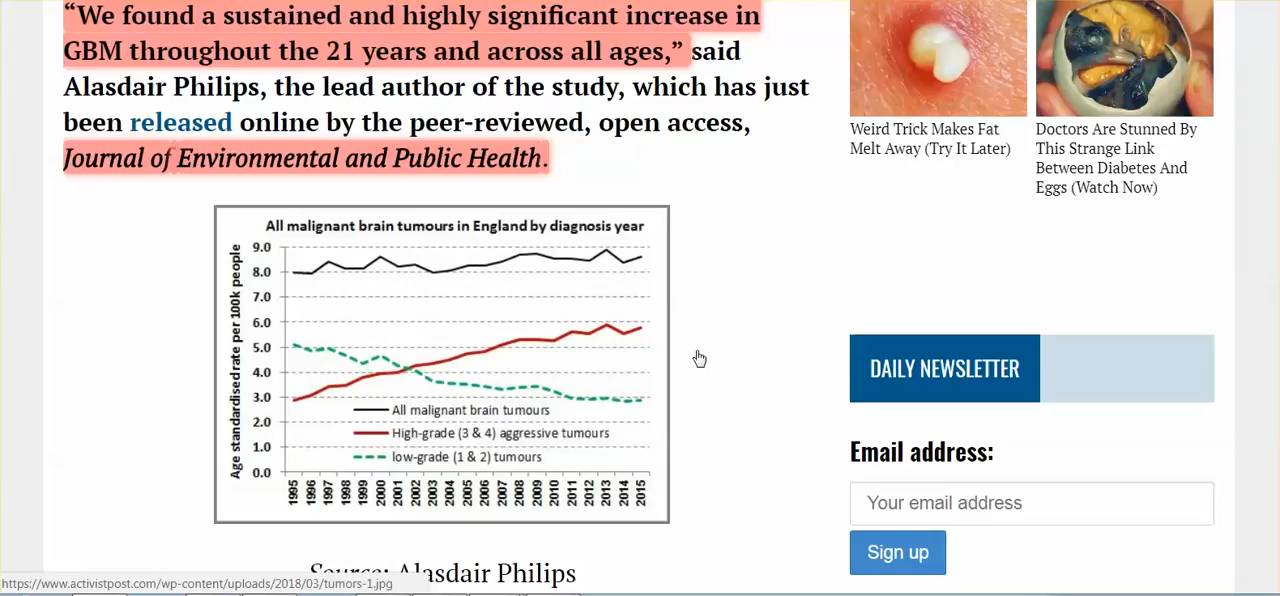 “We found a sustained and highly significant increase in
GBM throughout the 21 years and across all ages,” said
Alasdair Philips, the lead author of the study, which has just
been released online by the peer-reviewed, open access,
Journal of Environmental and Public Health.
All malignant brain tumours in England by diagnosis year
Age standardised rate per 100k people
9.0
8.0
7.0
6.0
5.0
4.0
3.0
2.0
1.0
0.0
All malignant brain tumours
High-grade (3 & 4) aggressive tumours
low-grade (1 & 2) tumours
1995 1996 1997 1998 1999 2000 2001 2002 2003 2004 2005 2006 2007 2008 2009 2010 2011 2012 2013 2014 2015
Source: Alasdair Philips
https://www.activistpost.com/wp-content/uploads/2018/03/tumors-1.jpg
Weird Trick Makes Fat
Melt Away (Try It Later)
Doctors Are Stunned By
This Strange Link
Between Diabetes And
Eggs (Watch Now)
DAILY NEWSLETTER
Email address:
Your email address
Sign up